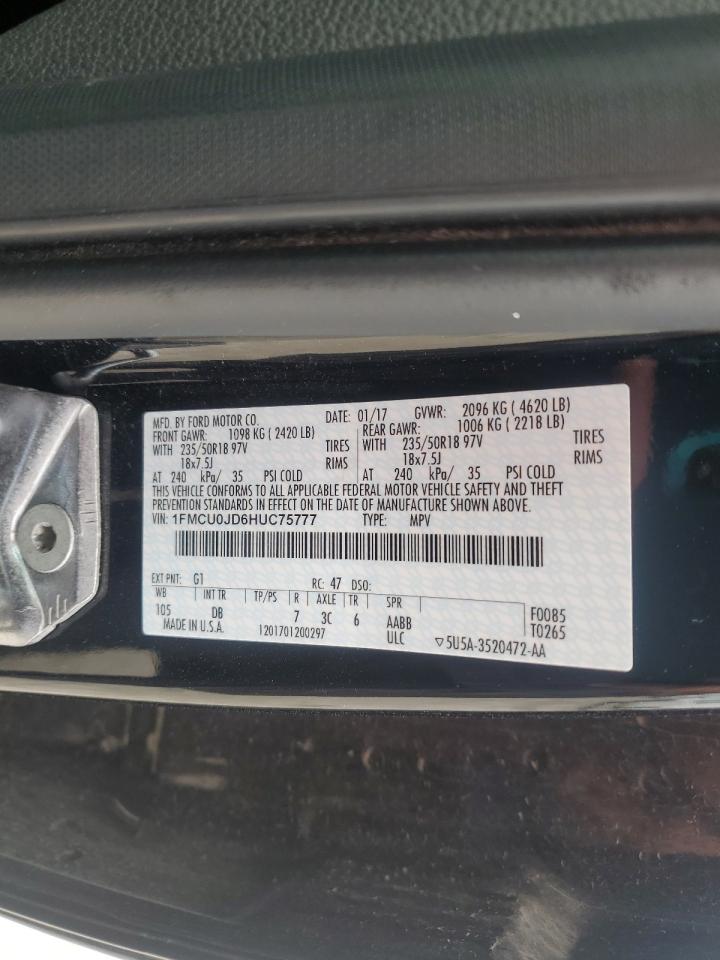 MFD. BY FORD MOTOR CO. DATE: 01/17 GVWR: 2096 KG ( 4620 LB)
FRONT GAWR: 1098 KG ( 2420 LB) REAR GAWR: 1006 KG ( 2218 LB)
WITH 235/50R18 97V TIRES WITH 235/50R18 97V TIRES
18x7.5J RIMS 18x7.5J RIMS
AT 240 kPa/ 35 PSI COLD AT 240 kPa/ 35 PSI COLD
THIS VEHICLE CONFORMS TO ALL APPLICABLE FEDERAL MOTOR VEHICLE SAFETY AND THEFT
PREVENTION STANDARDS IN EFFECT ON THE DATE OF MANUFACTURE SHOWN ABOVE.
VIN: 1FMCU0JD6HUC75777 TYPE: MPV
EXT PNT: G1 RC: 47 DSO:
WB INT TR TP/PS R AXLE TR SPR
105 DB 7 3C 6 AABB F0085
MADE IN U.S.A. 1201701200297 ULC T0265
▽5U5A-3520472-AA